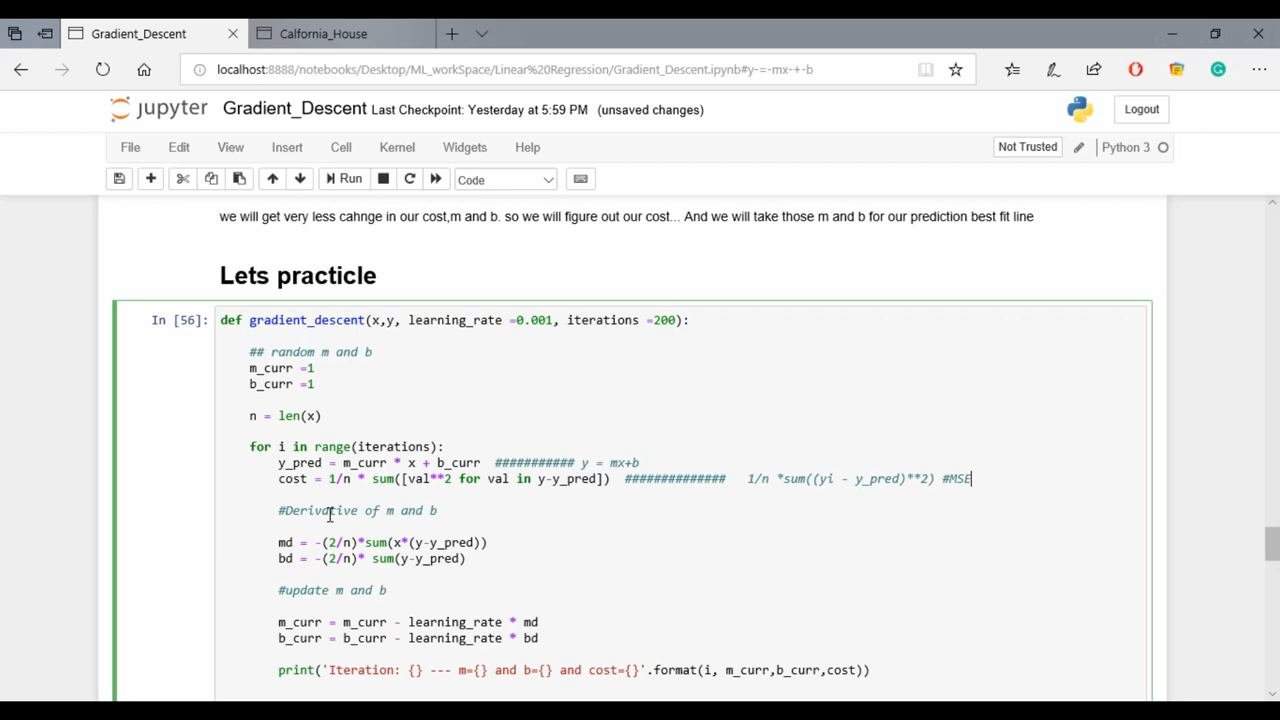 Gradient_Descent
Calfornia_House
localhost:8888/notebooks/Desktop/ML_workSpace/Linear%20Regression/Gradient_Descent.ipynb#y-=-mx-+-b
jupyter Gradient_Descent Last Checkpoint: Yesterday at 5:59 PM (unsaved changes)
Logout
File Edit View Insert Cell Kernel Widgets Help
Not Trusted
Python 3
Run
Code
we will get very less cahnge in our cost,m and b. so we will figure out our cost... And we will take those m and b for our prediction best fit line
Lets practicle
In [56]:
def gradient_descent(x,y, learning_rate =0.001, iterations =200):
## random m and b
m_curr =1
b_curr =1
n = len(x)
for i in range(iterations):
y_pred = m_curr * x + b_curr ########### y = mx+b
cost = 1/n * sum([val**2 for val in y-y_pred]) ############## 1/n *sum((yi - y_pred)**2) #MSE
#Derivative of m and b
md = -(2/n)*sum(x*(y-y_pred))
bd = -(2/n)* sum(y-y_pred)
#update m and b
m_curr = m_curr - learning_rate * md
b_curr = b_curr - learning_rate * bd
print('Iteration: {} --- m={} and b={} and cost={}'.format(i, m_curr,b_curr,cost))